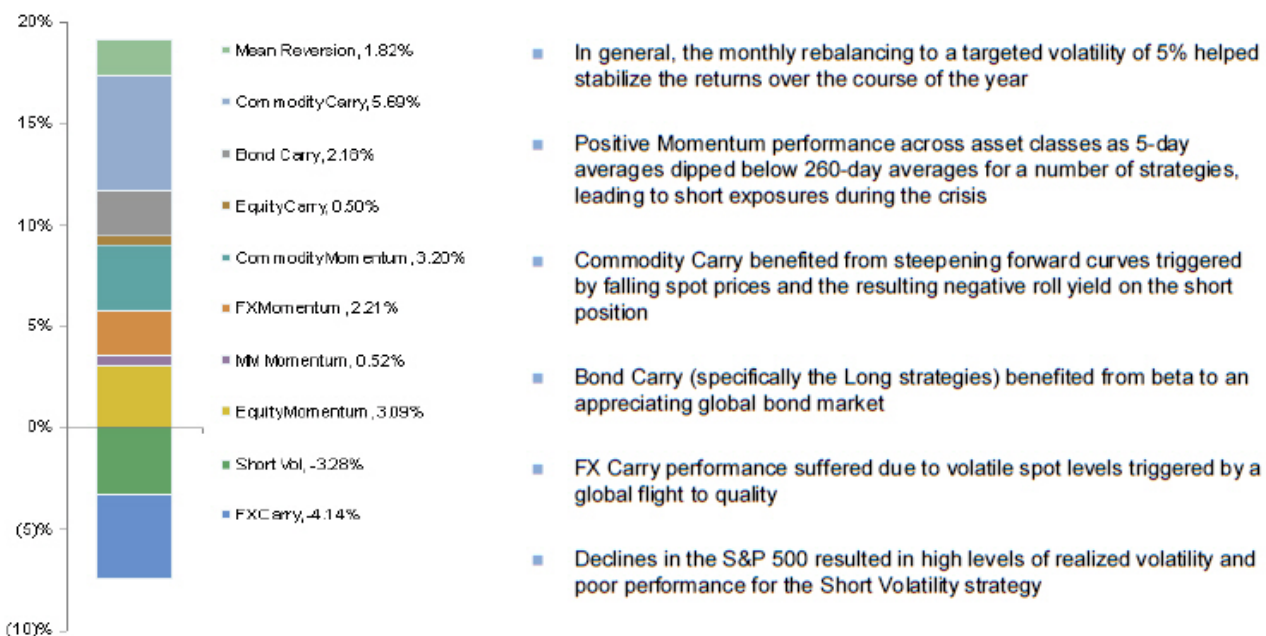 20%
15%
10%
5%
0%
(5)%
(10)%
Mean Reversion, 1.82%
CommodityCarry, 5.69%
Bond Carry, 2.18%
EquityCarry, 0.50%
CommodityMomentum, 3.20%
FXMomentum, 2.21%
MM Momentum, 0.52%
EquityMomentum, 3.09%
Short Vol, -3.28%
FXCarry, -4.14%
In general, the monthly rebalancing to a targeted volatility of 5% helped
stabilize the returns over the course of the year
Positive Momentum performance across asset classes as 5-day
averages dipped below 260-day averages for a number of strategies,
leading to short exposures during the crisis
Commodity Carry benefited from steepening forward curves triggered
by falling spot prices and the resulting negative roll yield on the short
position
Bond Carry (specifically the Long strategies) benefited from beta to an
appreciating global bond market
FX Carry performance suffered due to volatile spot levels triggered by a
global flight to quality
Declines in the S&P 500 resulted in high levels of realized volatility and
poor performance for the Short Volatility strategy